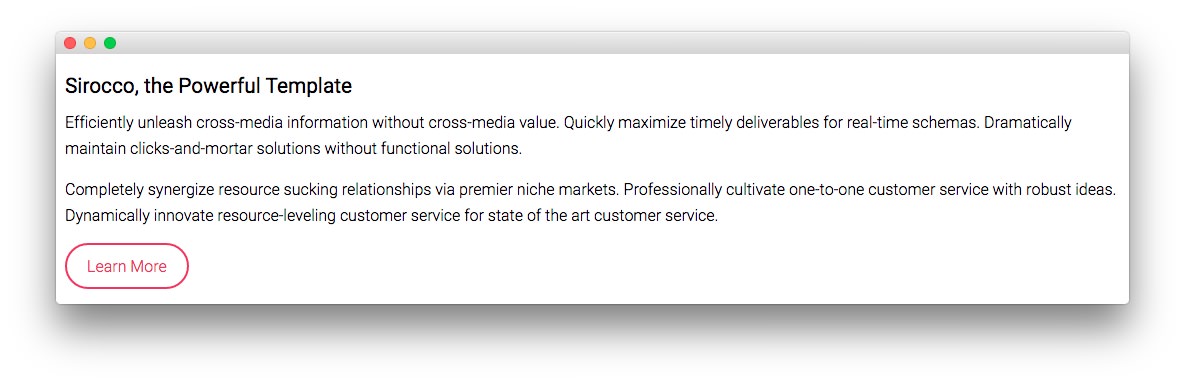 Sirocco, the Powerful Template
Efficiently unleash cross-media information without cross-media value. Quickly maximize timely deliverables for real-time schemas. Dramatically
maintain clicks-and-mortar solutions without functional solutions.
Completely synergize resource sucking relationships via premier niche markets. Professionally cultivate one-to-one customer service with robust ideas.
Dynamically innovate resource-leveling customer service for state of the art customer service.
Learn More